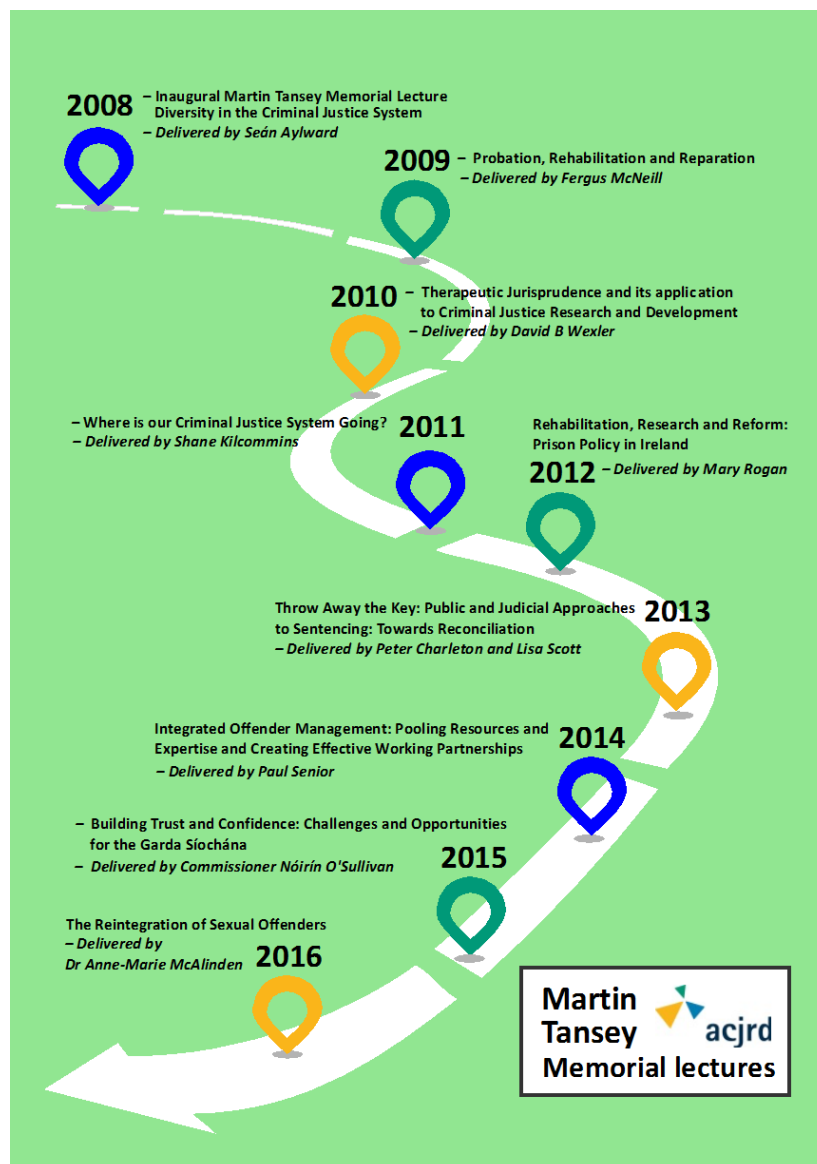 2008 – Inaugural Martin Tansey Memorial Lecture
Diversity in the Criminal Justice System
– Delivered by Seán Aylward
2009 – Probation, Rehabilitation and Reparation
– Delivered by Fergus McNeill
2010 – Therapeutic Jurisprudence and its application
to Criminal Justice Research and Development
– Delivered by David B Wexler
– Where is our Criminal Justice System Going? 2011
– Delivered by Shane Kilcommins
Rehabilitation, Research and Reform:
Prison Policy in Ireland
2012 – Delivered by Mary Rogan
Throw Away the Key: Public and Judicial Approaches 2013
to Sentencing: Towards Reconciliation
– Delivered by Peter Charleton and Lisa Scott
Integrated Offender Management: Pooling Resources and 2014
Expertise and Creating Effective Working Partnerships
– Delivered by Paul Senior
– Building Trust and Confidence: Challenges and Opportunities
for the Garda Síochána 2015
– Delivered by Commissioner Nóirín O'Sullivan
The Reintegration of Sexual Offenders
– Delivered by
Dr Anne-Marie McAlinden 2016
Martin
Tansey acjrd
Memorial lectures